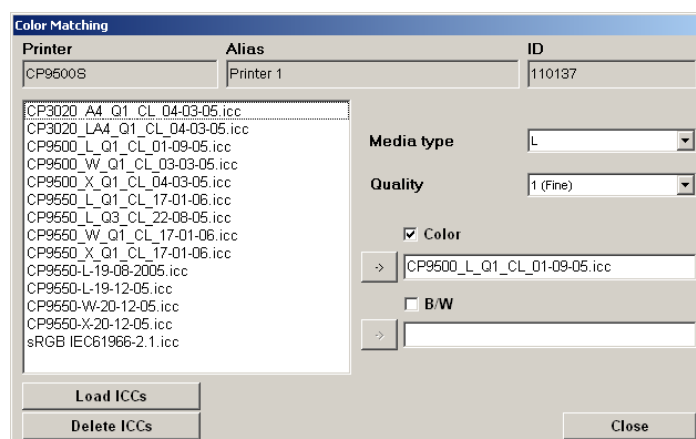 Color Matching
Printer Alias ID
CP9500S Printer 1 110137
CP3020_A4_Q1_CL_04-03-05.icc
CP3020_LA4_Q1_CL_04-03-05.icc
CP9500_L_Q1_CL_01-09-05.icc
CP9500_W_Q1_CL_03-03-05.icc
CP9500_X_Q1_CL_04-03-05.icc
CP9550_L_Q1_CL_17-01-06.icc
CP9550_L_Q3_CL_22-08-05.icc
CP9550_W_Q1_CL_17-01-06.icc
CP9550_X_Q1_CL_17-01-06.icc
CP9550-L-19-08-2005.icc
CP9550-L-19-12-05.icc
CP9550-W-20-12-05.icc
CP9550-X-20-12-05.icc
sRGB IEC61966-2.1.icc
Media type L
Quality 1 (Fine)
Color
-> CP9500_L_Q1_CL_01-09-05.icc
B/W
->
Load ICCs
Delete ICCs Close